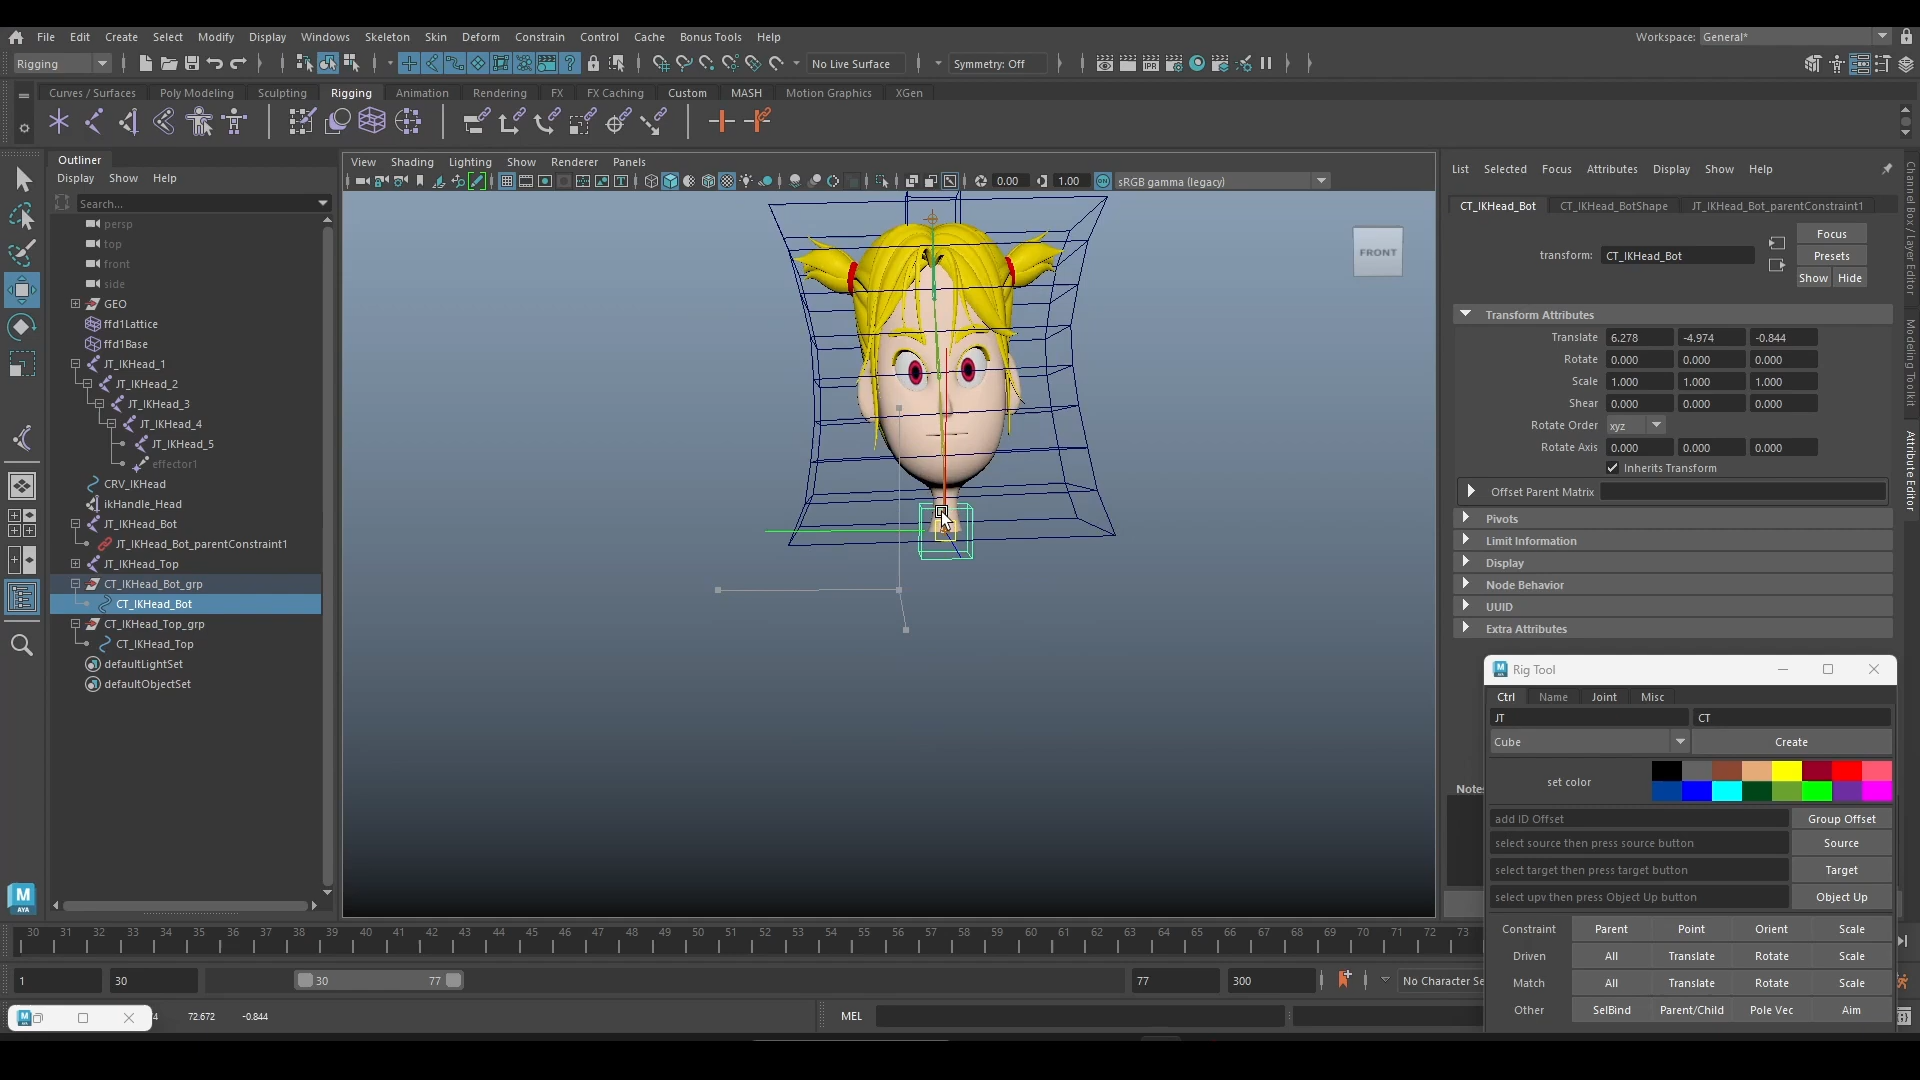 File Edit Create Select Modify Display Windows Skeleton Skin Deform Constrain Control Cache Bonus Tools Help
Workspace: General*
Rigging
No Live Surface
Symmetry: Off
Curves / Surfaces Poly Modeling Sculpting Rigging Animation Rendering FX FX Caching Custom MASH Motion Graphics XGen
Outliner
Display Show Help
Search...
persp
top
front
side
GEO
ffd1Lattice
ffd1Base
JT_IKHead_1
JT_IKHead_2
JT_IKHead_3
JT_IKHead_4
JT_IKHead_5
effector1
CRV_IKHead
ikHandle_Head
JT_IKHead_Bot
JT_IKHead_Bot_parentConstraint1
JT_IKHead_Top
CT_IKHead_Bot_grp
CT_IKHead_Bot
CT_IKHead_Top_grp
CT_IKHead_Top
defaultLightSet
defaultObjectSet
View Shading Lighting Show Renderer Panels
0.00 1.00 sRGB gamma (legacy)
FRONT
List Selected Focus Attributes Display Show Help
CT_IKHead_Bot CT_IKHead_BotShape JT_IKHead_Bot_parentConstraint1
transform: CT_IKHead_Bot
Focus
Presets
Show Hide
Transform Attributes
Translate 6.278 -4.974 -0.844
Rotate 0.000 0.000 0.000
Scale 1.000 1.000 1.000
Shear 0.000 0.000 0.000
Rotate Order xyz
Rotate Axis 0.000 0.000 0.000
Inherits Transform
Offset Parent Matrix
Pivots
Limit Information
Display
Node Behavior
UUID
Extra Attributes
Channel Box / Layer Editor
Modeling Toolkit
Attribute Editor
Rig Tool
Ctrl Name Joint Misc
JT CT
Cube Create
set color
add ID Offset Group Offset
select source then press source button Source
select target then press target button Target
select upv then press Object Up button Object Up
Constraint Parent Point Orient Scale
Driven All Translate Rotate Scale
Match All Translate Rotate Scale
Other SelBind Parent/Child Pole Vec Aim
30 31 32 33 34 35 36 37 38 39 40 41 42 43 44 45 46 47 48 49 50 51 52 53 54 55 56 57 58 59 60 61 62 63 64 65 66 67 68 69 70 71 72 73
1 30 30 77 77 300 No Character Se
72.672 -0.844
MEL
M
AYA